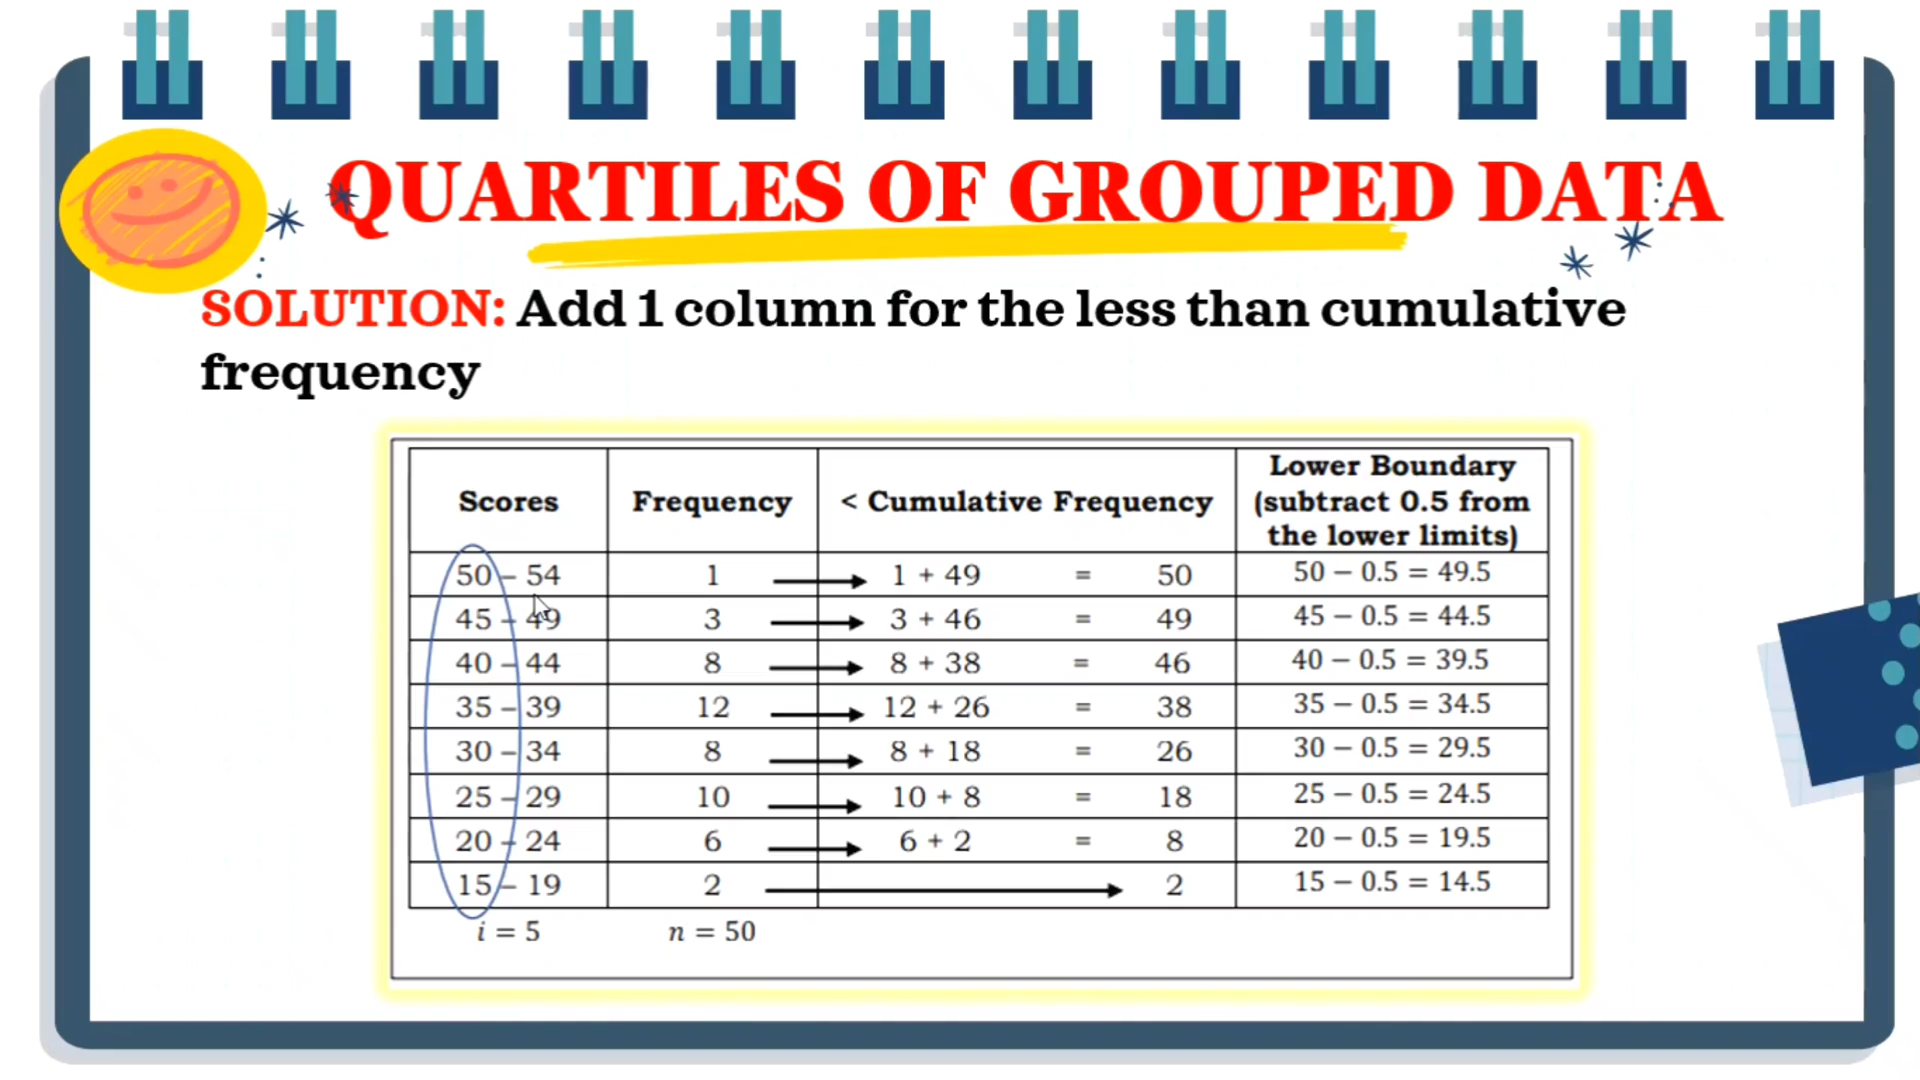 QUARTILES OF GROUPED DATA
SOLUTION: Add 1 column for the less than cumulative
frequency
Scores Frequency < Cumulative Frequency Lower Boundary
(subtract 0.5 from
the lower limits)
50 – 54 1 1 + 49 = 50 50 − 0.5 = 49.5
45 – 49 3 3 + 46 = 49 45 − 0.5 = 44.5
40 – 44 8 8 + 38 = 46 40 − 0.5 = 39.5
35 – 39 12 12 + 26 = 38 35 − 0.5 = 34.5
30 – 34 8 8 + 18 = 26 30 − 0.5 = 29.5
25 – 29 10 10 + 8 = 18 25 − 0.5 = 24.5
20 – 24 6 6 + 2 = 8 20 − 0.5 = 19.5
15 – 19 2 2 15 − 0.5 = 14.5
i = 5 n = 50